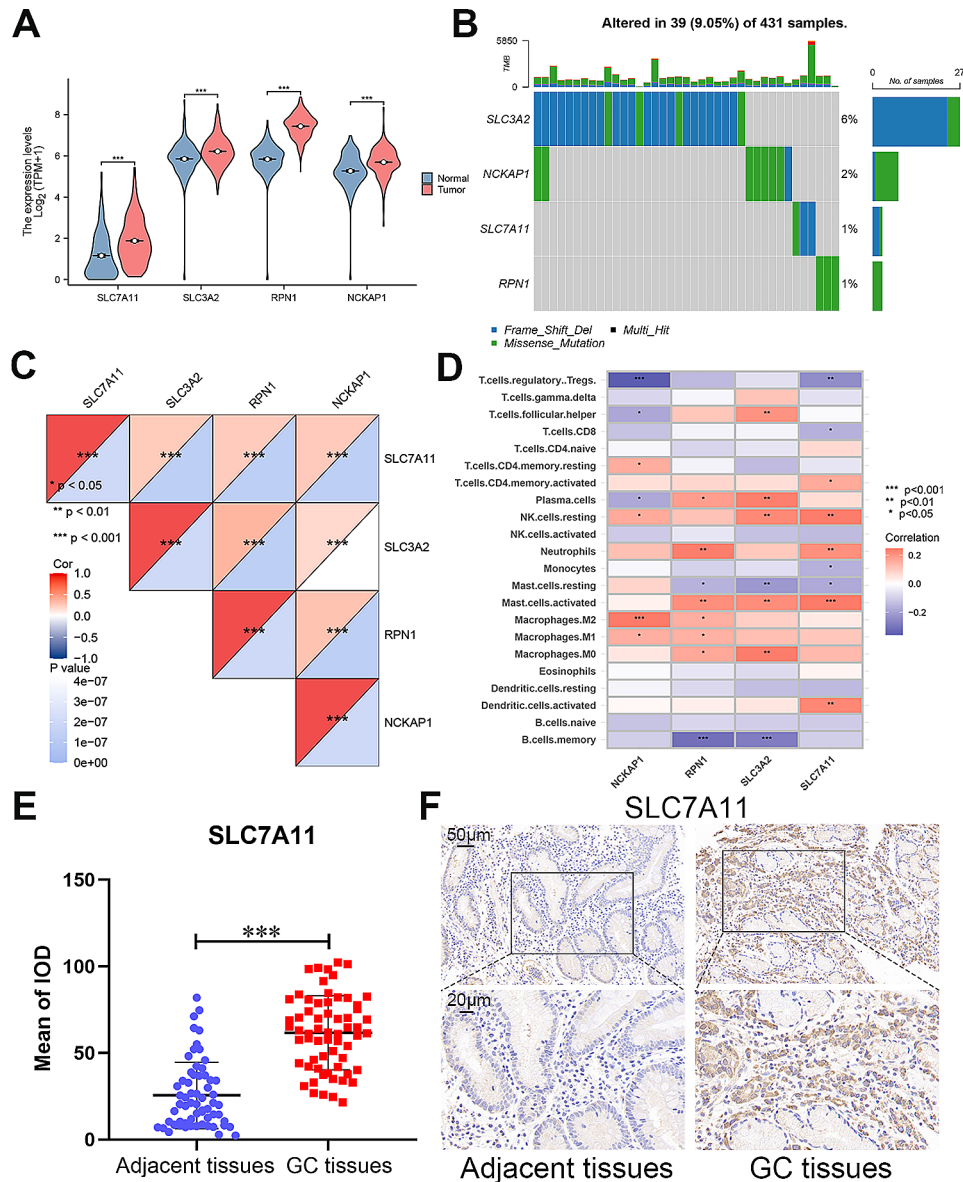 A
The expression levels
Log2 (TPM+1)
8
6
4
2
0
***
***
***
***
Normal
Tumor
SLC7A11
SLC3A2
RPN1
NCKAP1
B
Altered in 39 (9.05%) of 431 samples.
5850
TMB
0
0
27
No. of samples
SLC3A2
6%
NCKAP1
2%
SLC7A11
1%
RPN1
1%
Frame_Shift_Del
Multi_Hit
Missense_Mutation
C
SLC7A11
SLC3A2
RPN1
NCKAP1
*** *** *** *** SLC7A11
*** *** *** SLC3A2
*** *** RPN1
*** NCKAP1
* p < 0.05
** p < 0.01
*** p < 0.001
Cor
1.0
0.5
0.0
−0.5
−1.0
P value
4e−07
3e−07
2e−07
1e−07
0e+00
D
T.cells.regulatory..Tregs. *** **
T.cells.gamma.delta
T.cells.follicular.helper * **
T.cells.CD8 *
T.cells.CD4.naive
T.cells.CD4.memory.resting *
T.cells.CD4.memory.activated *
Plasma.cells * * **
NK.cells.resting * ** **
NK.cells.activated
Neutrophils ** **
Monocytes *
Mast.cells.resting * ** *
Mast.cells.activated ** ** ***
Macrophages.M2 *** *
Macrophages.M1 * *
Macrophages.M0 * **
Eosinophils
Dendritic.cells.resting
Dendritic.cells.activated **
B.cells.naive
B.cells.memory *** ***
NCKAP1
RPN1
SLC3A2
SLC7A11
*** p<0.001
** p<0.01
* p<0.05
Correlation
0.2
0.0
−0.2
E
SLC7A11
Mean of IOD
150
100
50
0
***
Adjacent tissues
GC tissues
F
SLC7A11
50μm
20μm
Adjacent tissues
GC tissues